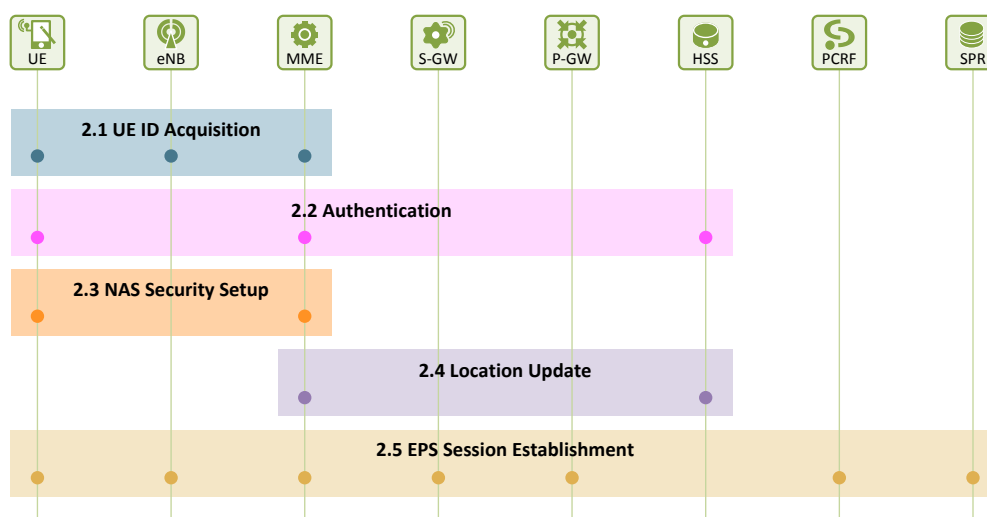 UE eNB MME S-GW P-GW HSS PCRF SPR
2.1 UE ID Acquisition
2.2 Authentication
2.3 NAS Security Setup
2.4 Location Update
2.5 EPS Session Establishment